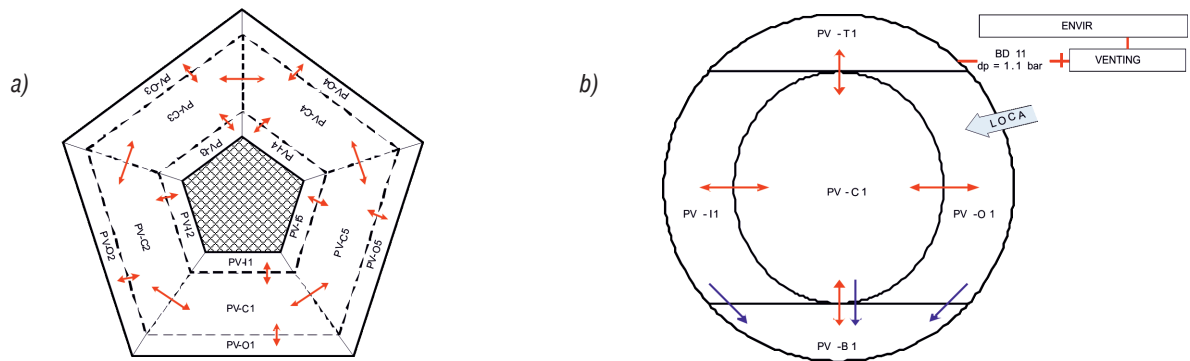 a)
PV-O3
PV-O4
PV-C3
PV-C4
PV-I3
PV-I4
PV-O2
PV-C2
PV-I2
PV-I5
PV-C5
PV-O5
PV-I1
PV-C1
PV-O1
b)
PV -T1
ENVIR
BD 11
dp = 1.1 bar
VENTING
LOCA
PV -C1
PV -I1
PV -O 1
PV -B 1